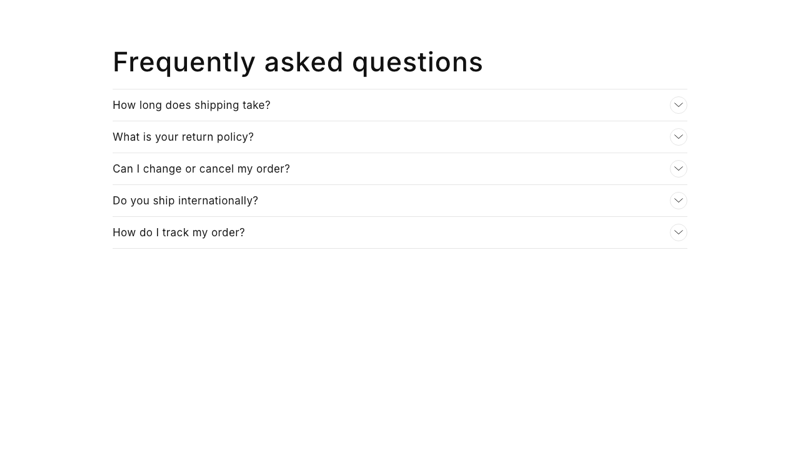 Frequently asked questions
How long does shipping take?
What is your return policy?
Can I change or cancel my order?
Do you ship internationally?
How do I track my order?